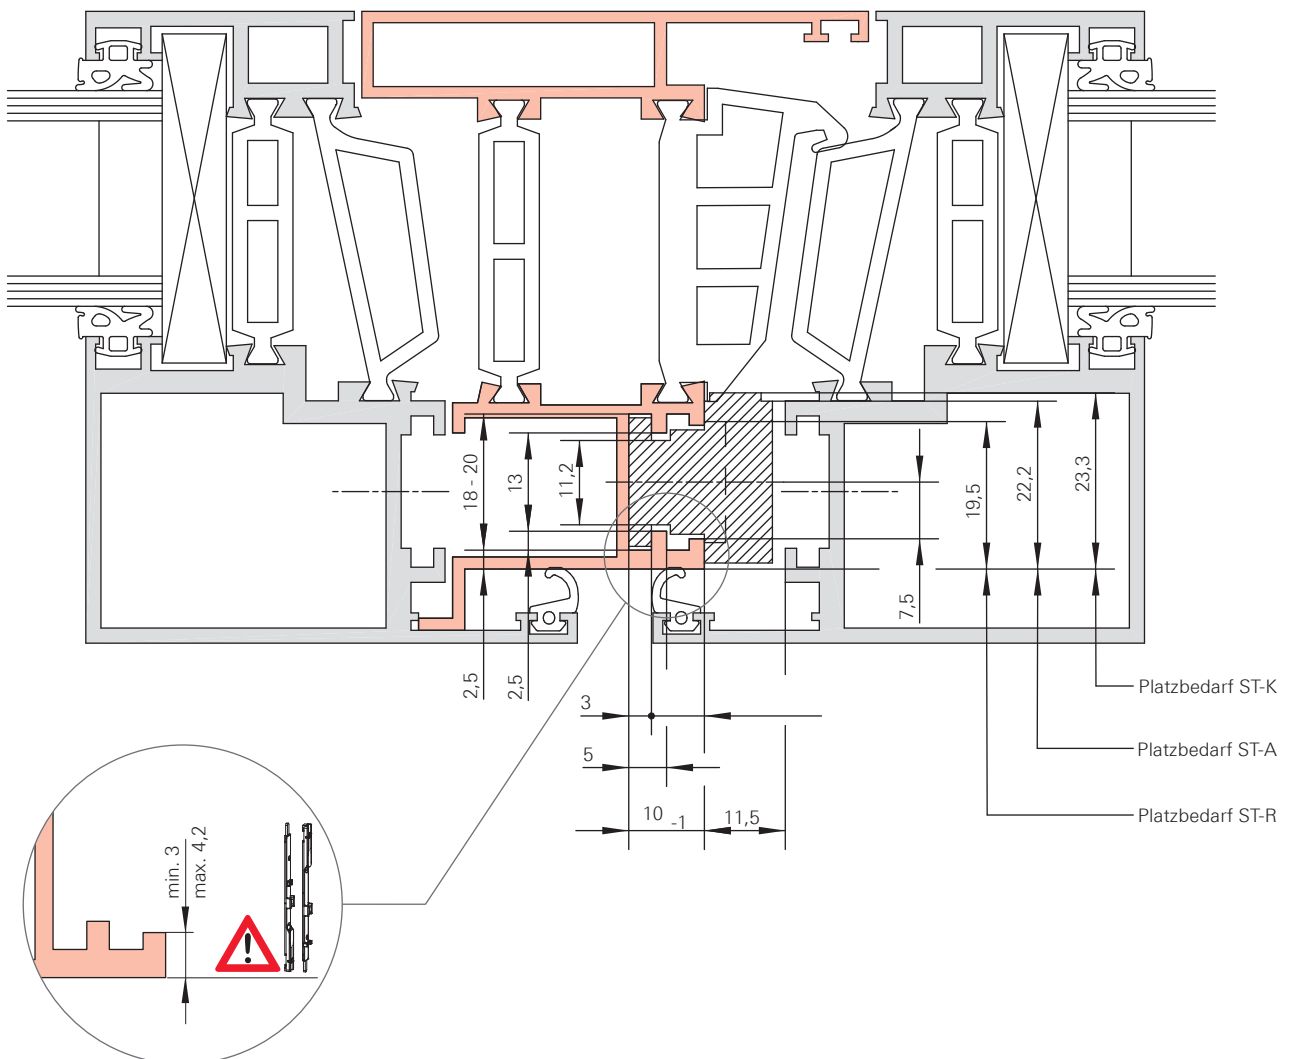 18 - 20
13
11,2
19,5
22,2
23,3
7,5
2,5
2,5
Platzbedarf ST-K
3
Platzbedarf ST-A
5
10 -1
11,5
Platzbedarf ST-R
min. 3
max. 4,2
!